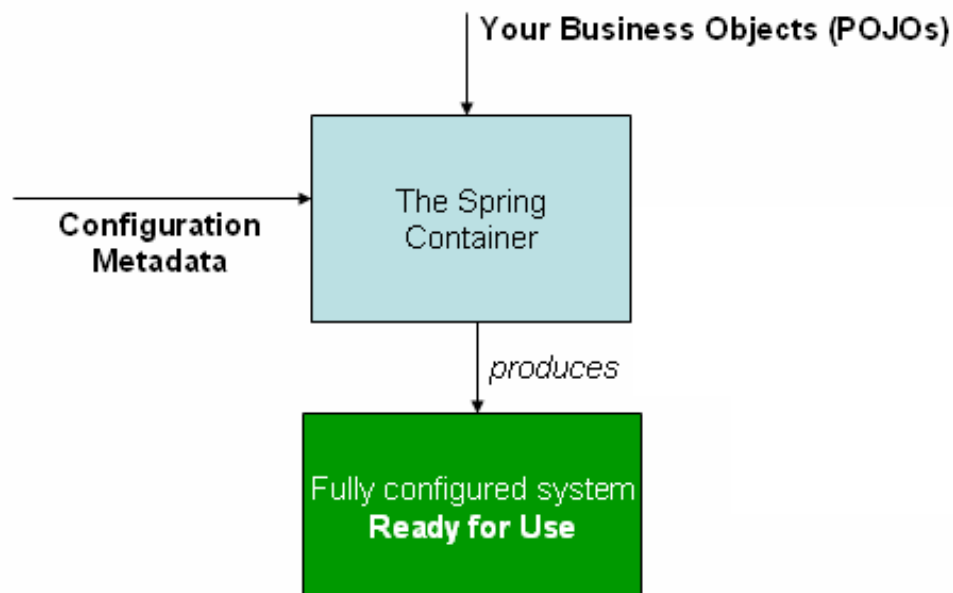 Your Business Objects (POJOs)
The Spring
Container
Configuration
Metadata
produces
Fully configured system
Ready for Use